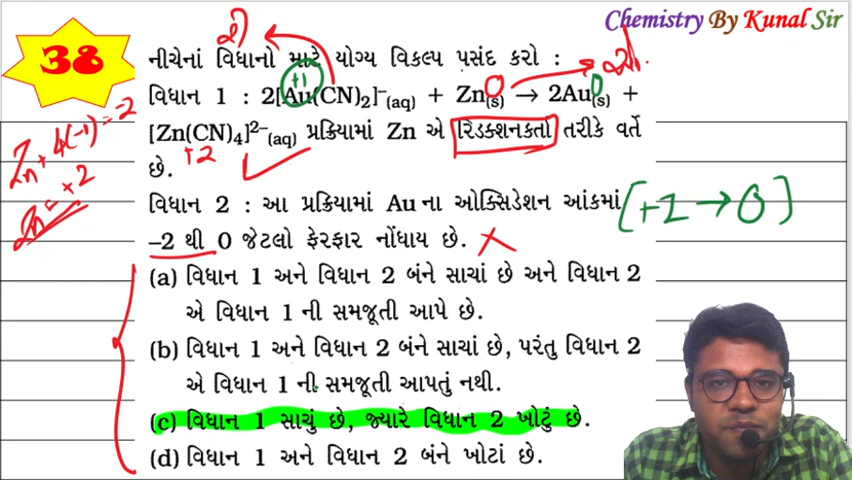 Chemistry By Kunal Sir
38
નીચેનાં વિધાનો માટે યોગ્ય વિકલ્પ પસંદ કરો :
+1
0
0
વિધાન 1 : 2[Au(CN)₂]⁻₍aq₎ + Zn₍s₎ → 2Au₍s₎ +
[Zn(CN)₄]²⁻₍aq₎ પ્રક્રિયામાં Zn એ રિડક્શનકર્તા તરીકે વર્તે
છે.
+2
Zn + 4(-1) = -2
Zn = +2
વિધાન 2 : આ પ્રક્રિયામાં Au ના ઓક્સિડેશન આંકમાં
–2 થી 0 જેટલો ફેરફાર નોંધાય છે.
(a) વિધાન 1 અને વિધાન 2 બંને સાચાં છે અને વિધાન 2
એ વિધાન 1 ની સમજૂતી આપે છે.
(b) વિધાન 1 અને વિધાન 2 બંને સાચાં છે, પરંતુ વિધાન 2
એ વિધાન 1 ની સમજૂતી આપતું નથી.
(c) વિધાન 1 સાચું છે, જ્યારે વિધાન 2 ખોટું છે.
(d) વિધાન 1 અને વિધાન 2 બંને ખોટાં છે.